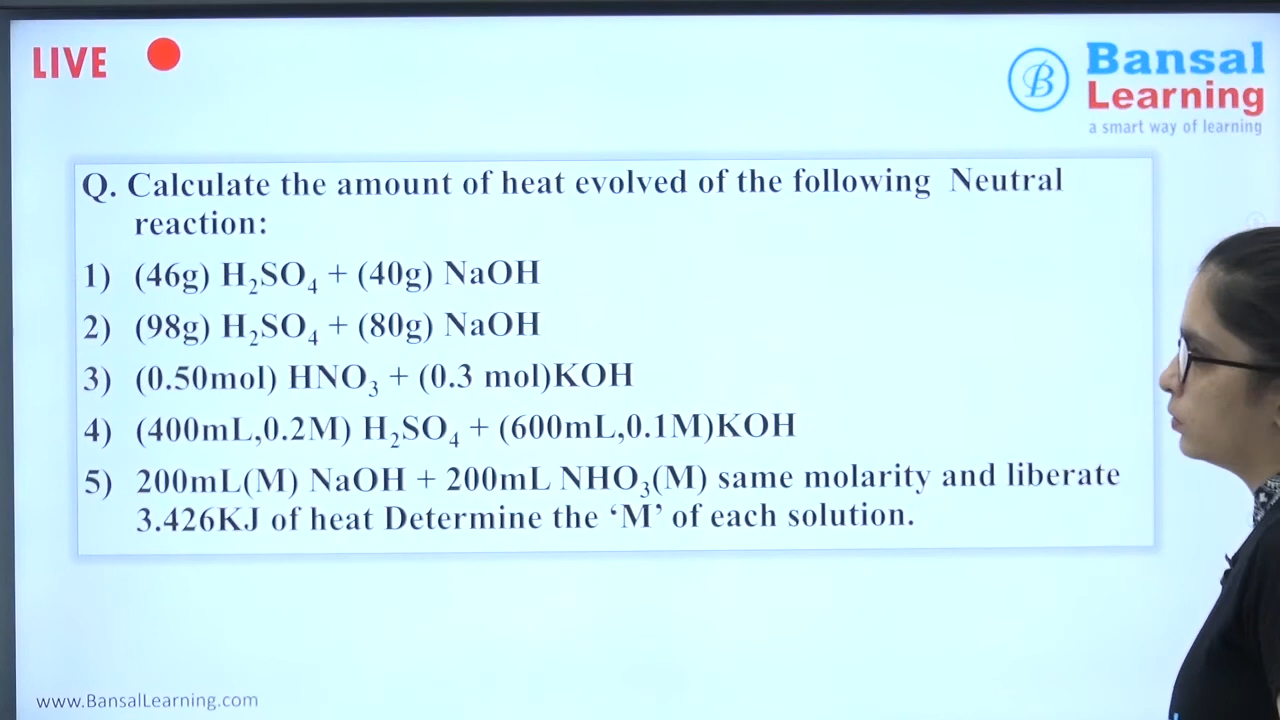 LIVE
Bansal
Learning
a smart way of learning
Q. Calculate the amount of heat evolved of the following Neutral
reaction:
1) (46g) H₂SO₄ + (40g) NaOH
2) (98g) H₂SO₄ + (80g) NaOH
3) (0.50mol) HNO₃ + (0.3 mol)KOH
4) (400mL,0.2M) H₂SO₄ + (600mL,0.1M)KOH
5) 200mL(M) NaOH + 200mL NHO₃(M) same molarity and liberate
3.426KJ of heat Determine the ‘M’ of each solution.
www.BansalLearning.com